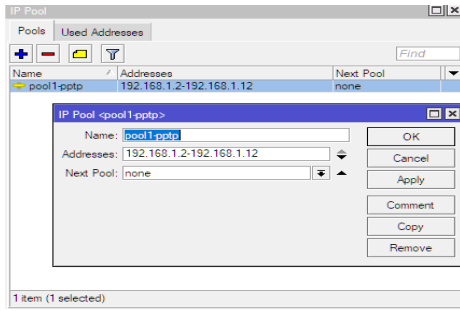 IP Pool
Pools Used Addresses
Find
Name Addresses Next Pool
pool1-pptp 192.168.1.2-192.168.1.12 none
IP Pool <pool1-pptp>
Name: pool1-pptp OK
Addresses: 192.168.1.2-192.168.1.12 Cancel
Next Pool: none Apply
Comment
Copy
Remove
1 item (1 selected)